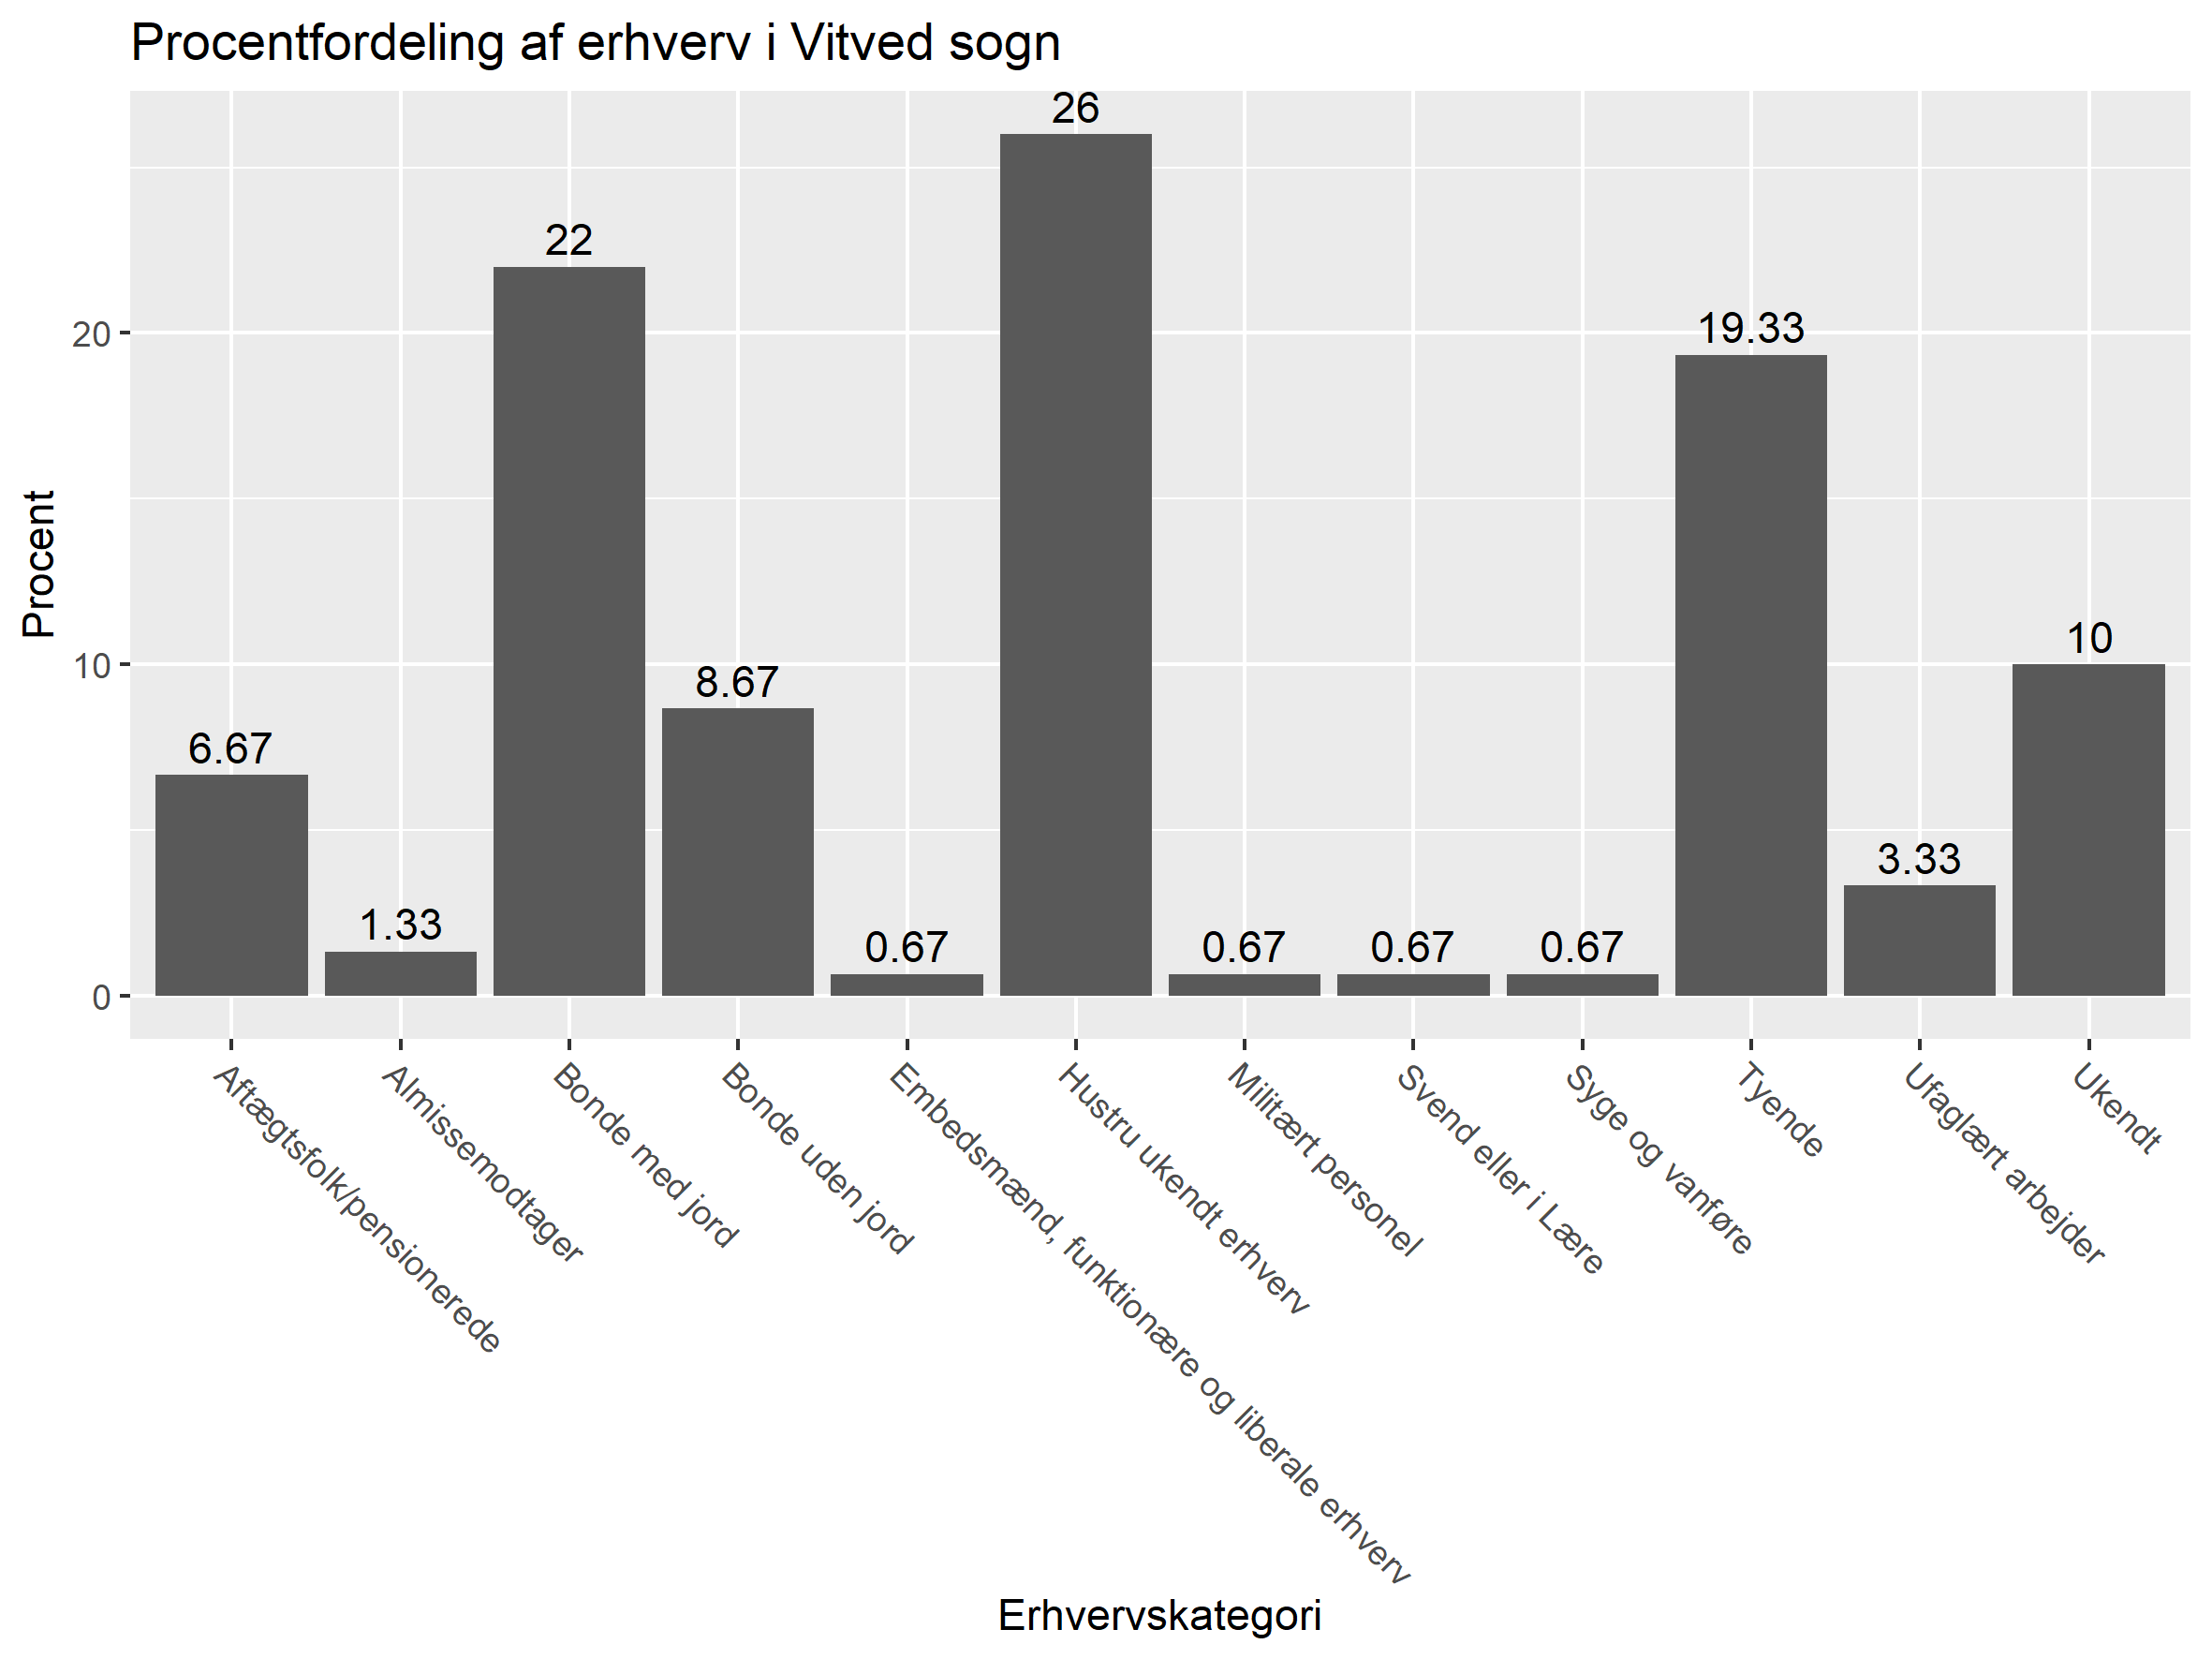 Procentfordeling af erhverv i Vitved sogn
26
22
19.33
10
8.67
6.67
3.33
1.33
0.67
0.67
0.67
0.67
20
10
0
Procent
Aftægtsfolk/pensionerede
Almissemodtager
Bonde med jord
Bonde uden jord
Embedsmænd, funktionære og liberale erhverv
Hustru ukendt erhverv
Militært personel
Svend eller i Lære
Syge og vanføre
Tyende
Ufaglært arbejder
Ukendt
Erhvervskategori